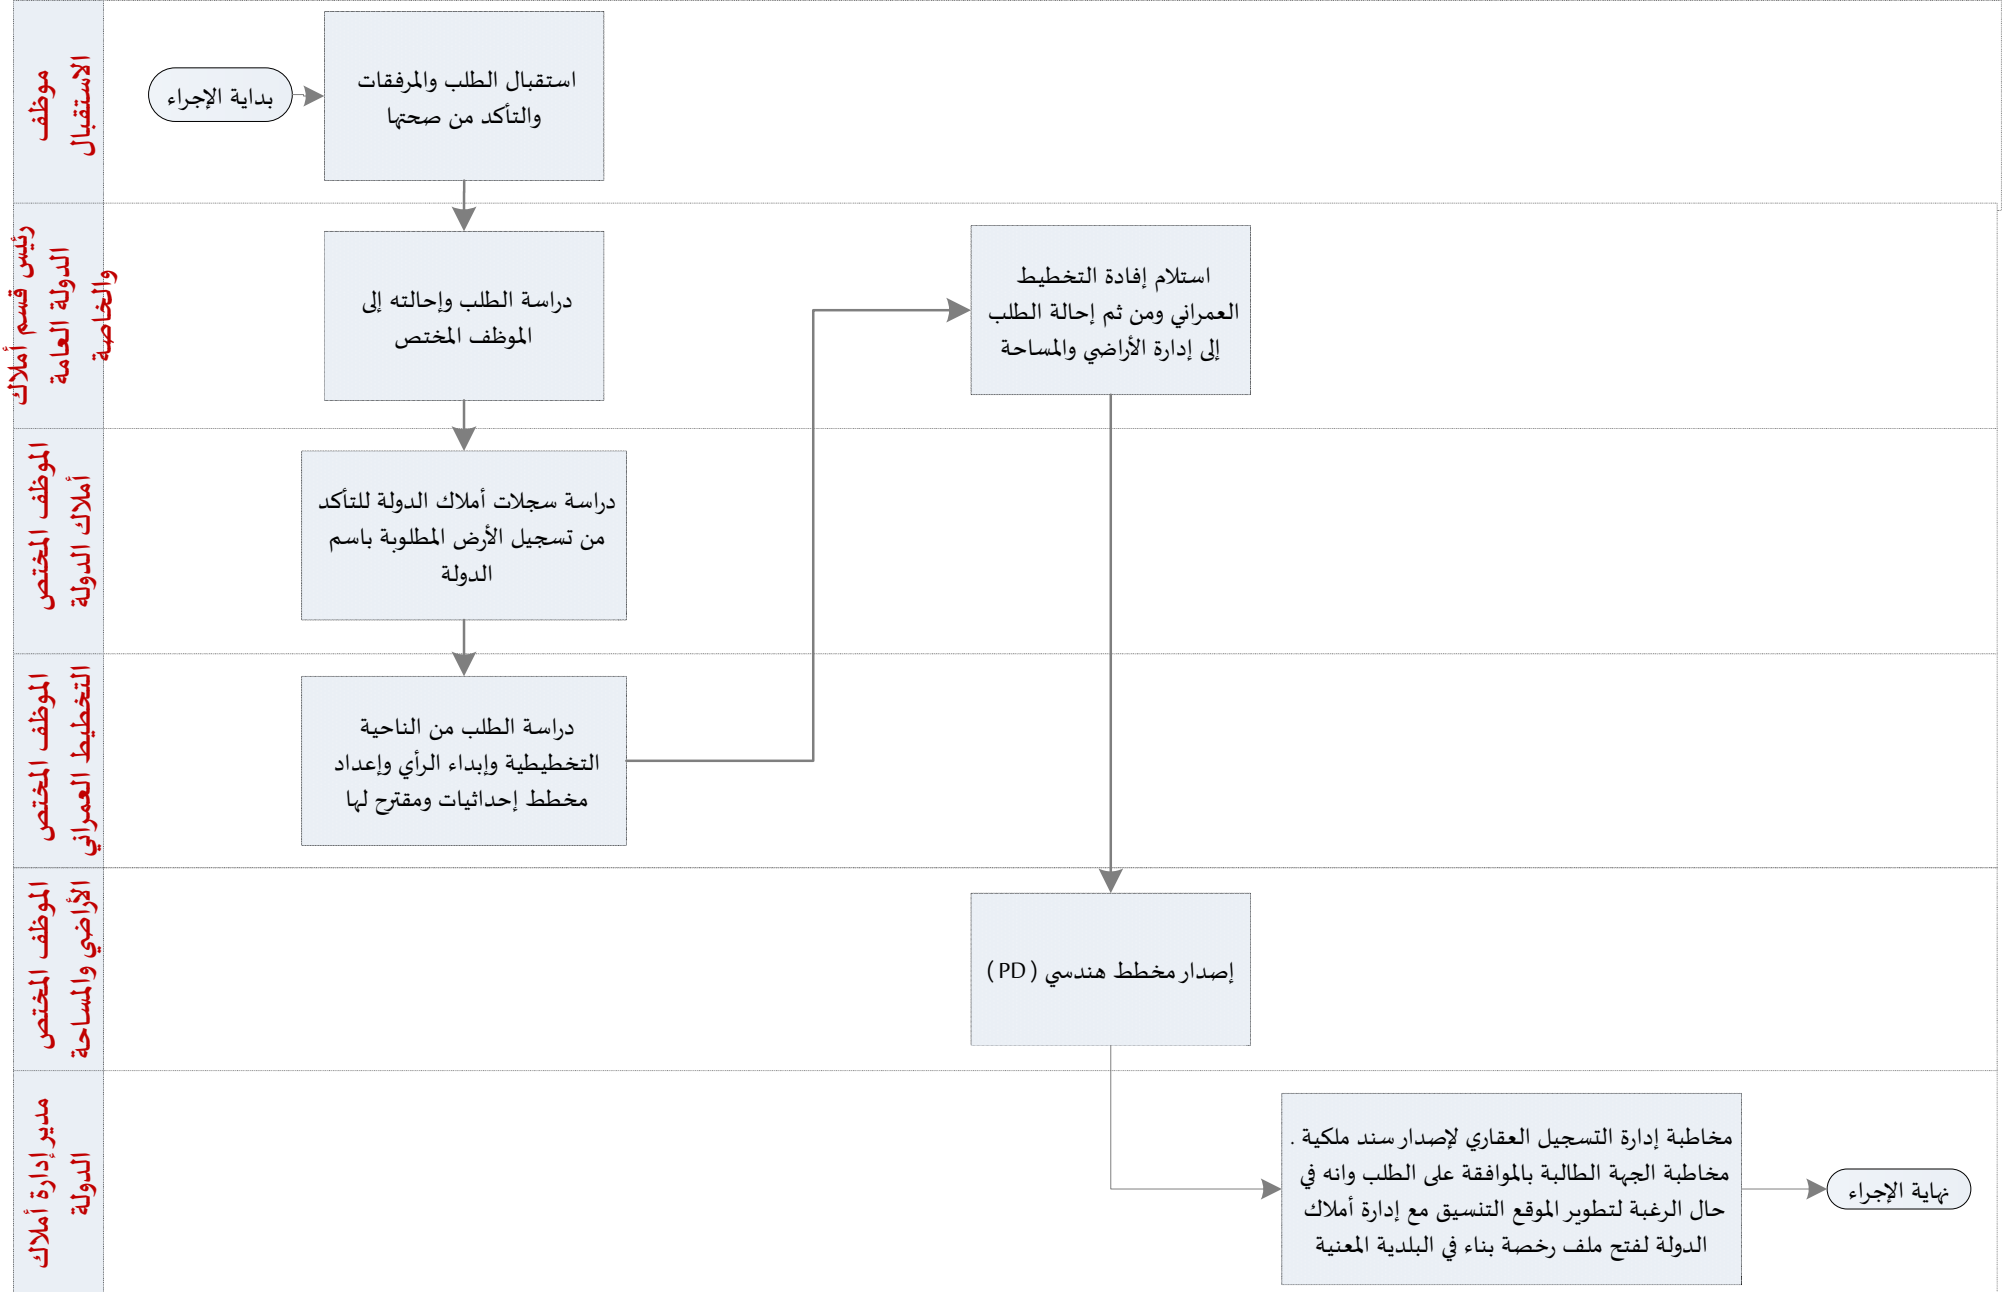 موظف
الاستقبال
بداية الإجراء
استقبال الطلب والمرفقات
والتأكد من صحتها
رئيس قسم أملاك
الدولة العامة
والخاصة
دراسة الطلب وإحالته إلى
الموظف المختص
استلام إفادة التخطيط
العمراني ومن ثم إحالة الطلب
إلى إدارة الأراضي والمساحة
الموظف المختص
أملاك الدولة
دراسة سجلات أملاك الدولة للتأكد
من تسجيل الأرض المطلوبة باسم
الدولة
الموظف المختص
التخطيط العمراني
دراسة الطلب من الناحية
التخطيطية وإبداء الرأي وإعداد
مخطط إحداثيات ومقترح لها
الموظف المختص
الأراضي والمساحة
إصدار مخطط هندسي ( PD )
مدير إدارة أملاك
الدولة
مخاطبة إدارة التسجيل العقاري لإصدار سند ملكية .
مخاطبة الجهة الطالبة بالموافقة على الطلب وانه في
حال الرغبة لتطوير الموقع التنسيق مع إدارة أملاك
الدولة لفتح ملف رخصة بناء في البلدية المعنية
نهاية الإجراء